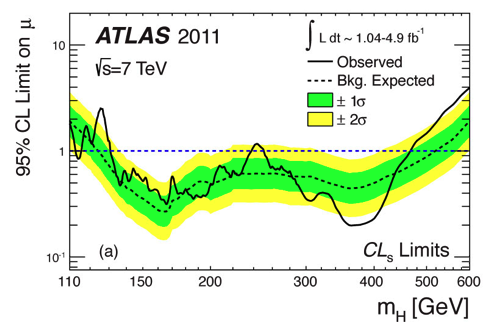 10
1
10⁻¹
95% CL Limit on μ
ATLAS 2011
√s=7 TeV
∫ L dt ~ 1.04-4.9 fb⁻¹
Observed
Bkg. Expected
± 1σ
± 2σ
(a)
CLₛ Limits
110 150 200 300 400 500 600
m_H [GeV]